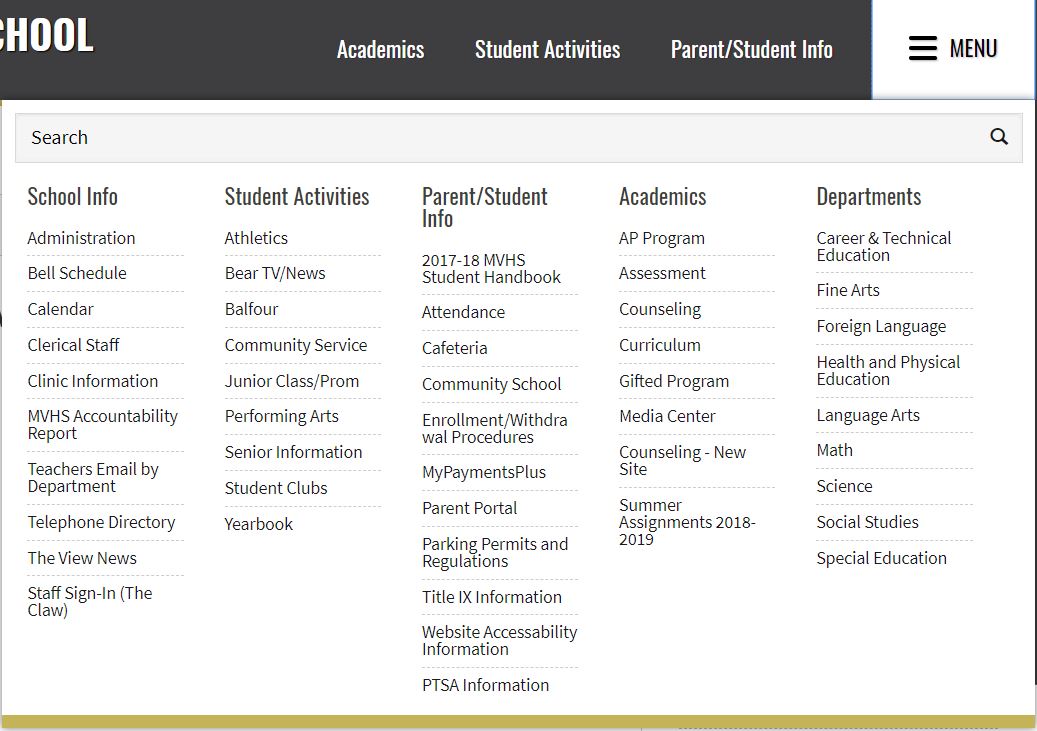 CHOOL
Academics
Student Activities
Parent/Student Info
MENU
Search
School Info
Administration
Bell Schedule
Calendar
Clerical Staff
Clinic Information
MVHS Accountability
Report
Teachers Email by
Department
Telephone Directory
The View News
Staff Sign-In (The
Claw)
Student Activities
Athletics
Bear TV/News
Balfour
Community Service
Junior Class/Prom
Performing Arts
Senior Information
Student Clubs
Yearbook
Parent/Student
Info
2017-18 MVHS
Student Handbook
Attendance
Cafeteria
Community School
Enrollment/Withdra
wal Procedures
MyPaymentsPlus
Parent Portal
Parking Permits and
Regulations
Title IX Information
Website Accessability
Information
PTSA Information
Academics
AP Program
Assessment
Counseling
Curriculum
Gifted Program
Media Center
Counseling - New
Site
Summer
Assignments 2018-
2019
Departments
Career & Technical
Education
Fine Arts
Foreign Language
Health and Physical
Education
Language Arts
Math
Science
Social Studies
Special Education